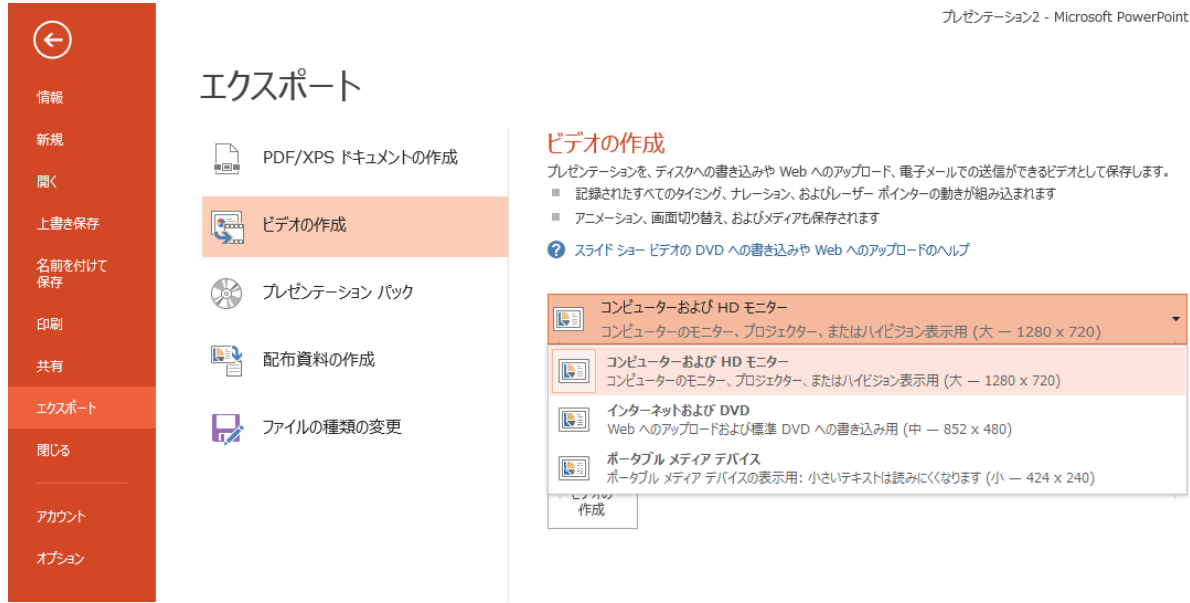 プレゼンテーション2 - Microsoft PowerPoint
情報
新規
開く
上書き保存
名前を付けて
保存
印刷
共有
エクスポート
閉じる
アカウント
オプション
エクスポート
PDF/XPS ドキュメントの作成
ビデオの作成
プレゼンテーション パック
配布資料の作成
ファイルの種類の変更
ビデオの作成
プレゼンテーションを、ディスクへの書き込みや Web へのアップロード、電子メールでの送信ができるビデオとして保存します。
記録されたすべてのタイミング、ナレーション、およびレーザー ポインターの動きが組み込まれます
アニメーション、画面切り替え、およびメディアも保存されます
スライド ショー ビデオの DVD への書き込みや Web へのアップロードのヘルプ
コンピューターおよび HD モニター
コンピューターのモニター、プロジェクター、またはハイビジョン表示用 (大 — 1280 x 720)
コンピューターおよび HD モニター
コンピューターのモニター、プロジェクター、またはハイビジョン表示用 (大 — 1280 x 720)
インターネットおよび DVD
Web へのアップロードおよび標準 DVD への書き込み用 (中 — 852 x 480)
ポータブル メディア デバイス
ポータブル メディア デバイスの表示用: 小さいテキストは読みにくくなります (小 — 424 x 240)
ビデオの
作成